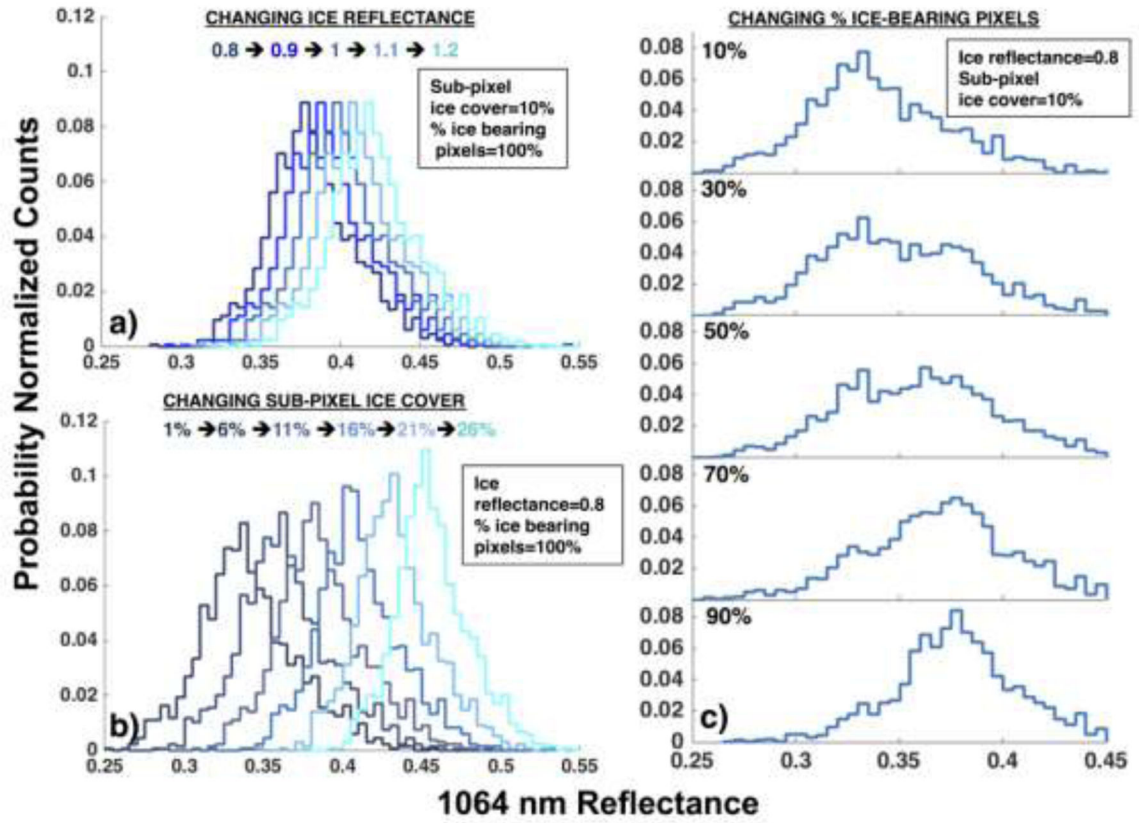 CHANGING ICE REFLECTANCE
0.8 ➔ 0.9 ➔ 1 ➔ 1.1 ➔ 1.2
Sub-pixel
ice cover=10%
% ice bearing
pixels=100%
0.12
0.1
0.08
0.06
0.04
0.02
0
a)
0.25
0.3
0.35
0.4
0.45
0.5
0.55
CHANGING SUB-PIXEL ICE COVER
1% ➔6% ➔11% ➔16%➔21%➔26%
Ice
reflectance=0.8
% ice bearing
pixels=100%
0.12
0.1
0.08
0.06
0.04
0.02
0
b)
0.25
0.3
0.35
0.4
0.45
0.5
0.55
Probability Normalized Counts
CHANGING % ICE-BEARING PIXELS
Ice reflectance=0.8
Sub-pixel
ice cover=10%
10%
0.08
0.06
0.04
0.02
30%
0.08
0.06
0.04
0.02
50%
0.08
0.06
0.04
0.02
70%
0.08
0.06
0.04
0.02
90%
0.08
0.06
0.04
0.02
0
c)
0.25
0.3
0.35
0.4
0.45
1064 nm Reflectance